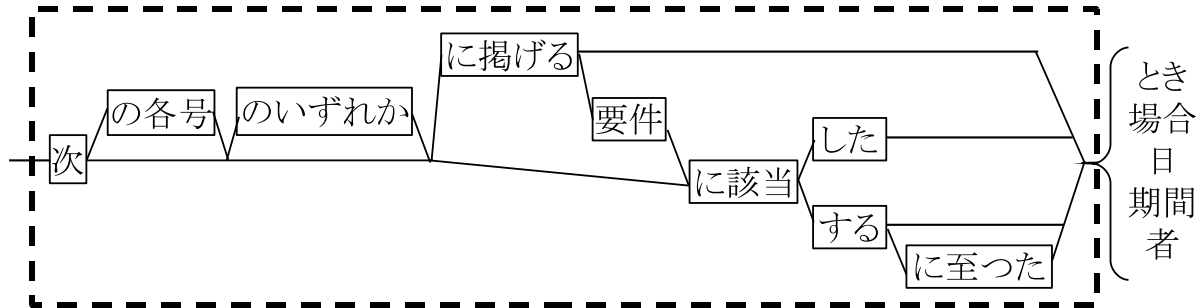 次
の各号
のいずれか
に掲げる
要件
に該当
した
する
に至つた
とき
場合
日
期間
者